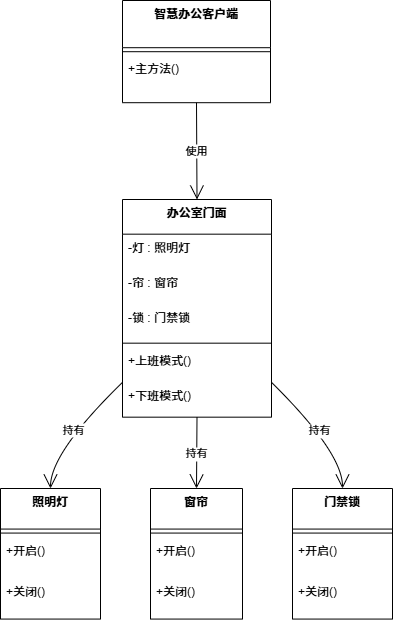 智慧办公客户端
+主方法()
使用
办公室门面
-灯 : 照明灯
-帘 : 窗帘
-锁 : 门禁锁
+上班模式()
+下班模式()
持有
持有
持有
照明灯
+开启()
+关闭()
窗帘
+开启()
+关闭()
门禁锁
+开启()
+关闭()